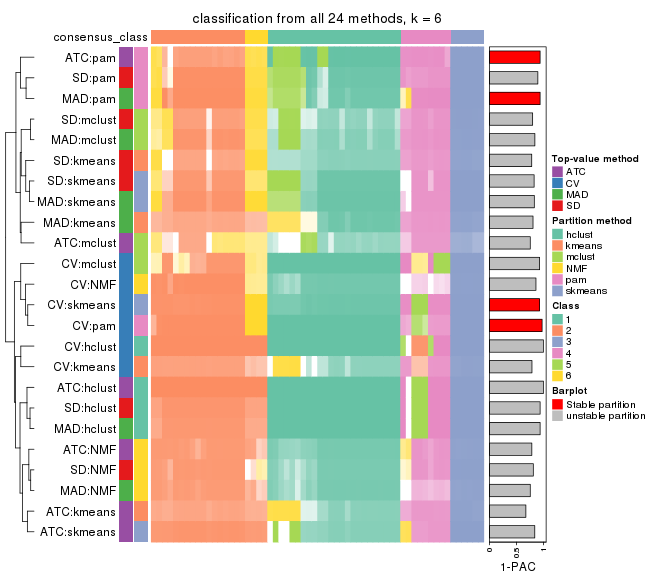 classification from all 24 methods, k = 6
consensus_class
ATC:pam
SD:pam
MAD:pam
SD:mclust
MAD:mclust
SD:kmeans
SD:skmeans
MAD:skmeans
MAD:kmeans
ATC:mclust
CV:mclust
CV:NMF
CV:skmeans
CV:pam
CV:hclust
CV:kmeans
ATC:hclust
SD:hclust
MAD:hclust
ATC:NMF
SD:NMF
MAD:NMF
ATC:kmeans
ATC:skmeans
0
0.5
1
1-PAC
Top-value method
ATC
CV
MAD
SD
Partition method
hclust
kmeans
mclust
NMF
pam
skmeans
Class
1
2
3
4
5
6
Barplot
Stable partition
unstable partition